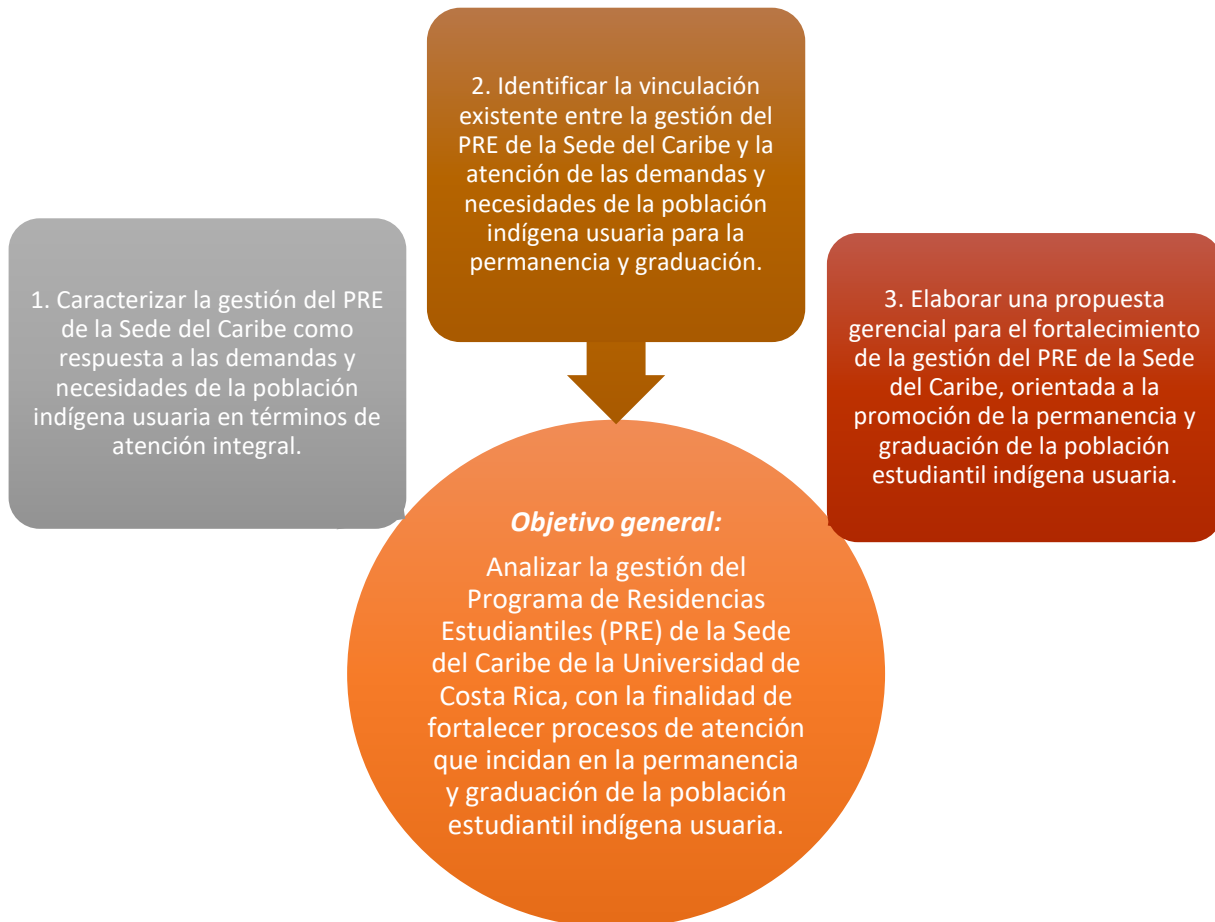 1. Caracterizar la gestión del PRE
de la Sede del Caribe como
respuesta a las demandas y
necesidades de la población
indígena usuaria en términos de
atención integral.
2. Identificar la vinculación
existente entre la gestión del
PRE de la Sede del Caribe y la
atención de las demandas y
necesidades de la población
indígena usuaria para la
permanencia y graduación.
3. Elaborar una propuesta
gerencial para el fortalecimiento
de la gestión del PRE de la Sede
del Caribe, orientada a la
promoción de la permanencia y
graduación de la población
estudiantil indígena usuaria.
Objetivo general:
Analizar la gestión del
Programa de Residencias
Estudiantiles (PRE) de la Sede
del Caribe de la Universidad de
Costa Rica, con la finalidad de
fortalecer procesos de atención
que incidan en la permanencia
y graduación de la población
estudiantil indígena usuaria.